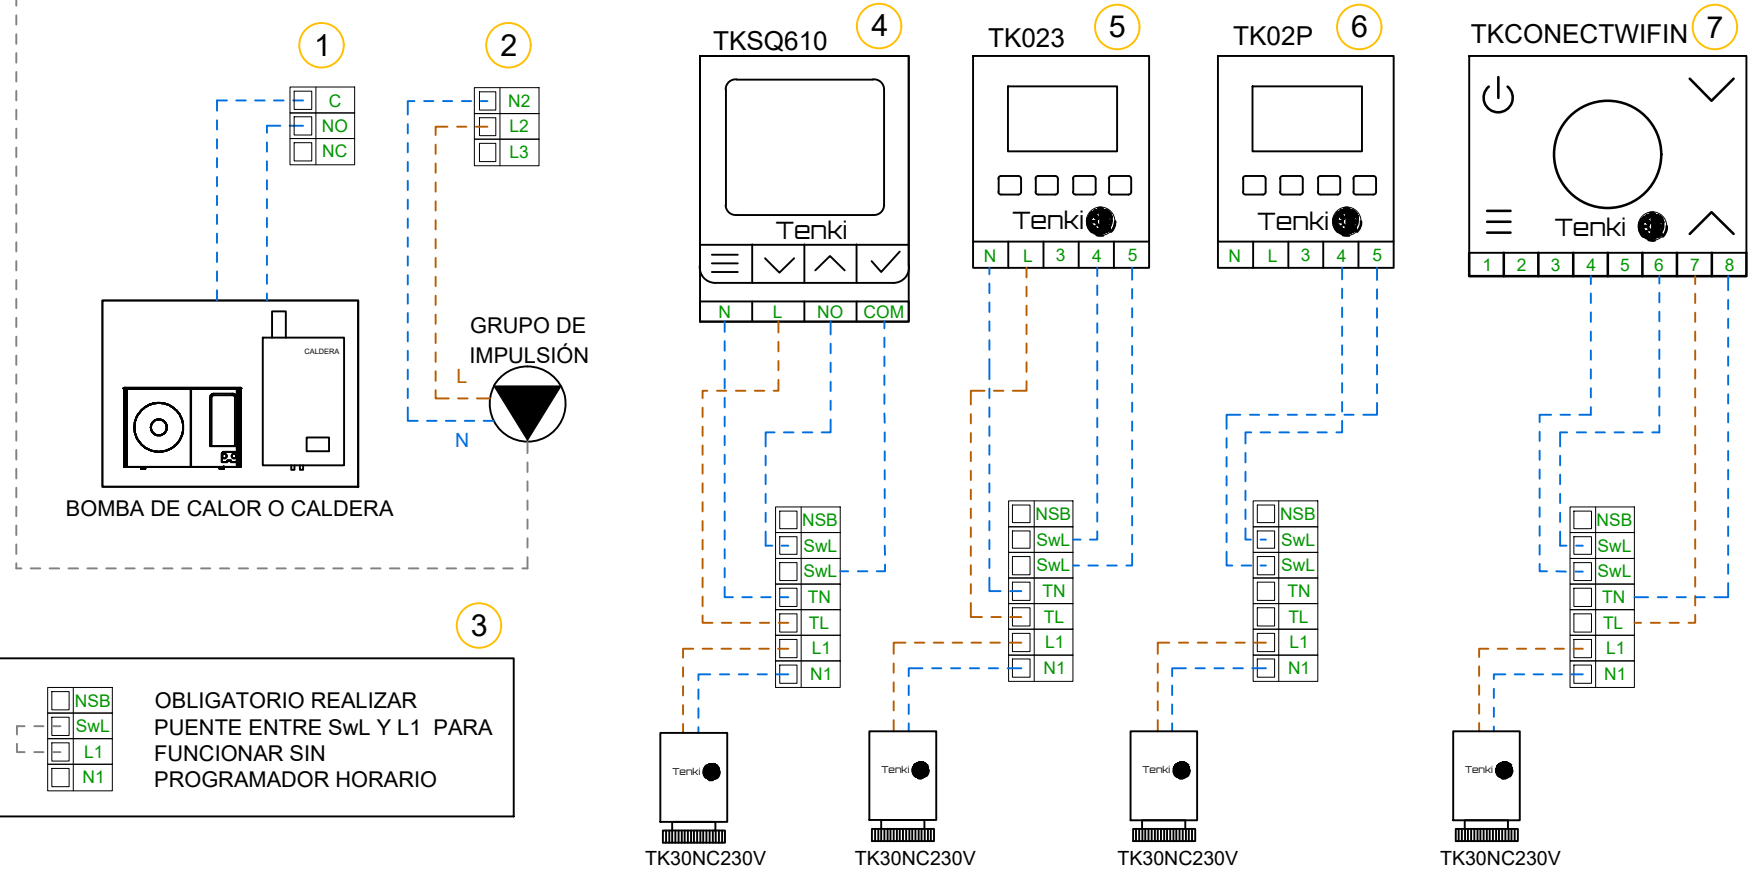 1
C
NO
NC
2
N2
L2
L3
CALDERA
BOMBA DE CALOR O CALDERA
GRUPO DE
IMPULSIÓN
L
N
3
NSB
SwL
L1
N1
OBLIGATORIO REALIZAR
PUENTE ENTRE SwL Y L1 PARA
FUNCIONAR SIN
PROGRAMADOR HORARIO
TKSQ610
4
Tenki
N L NO COM
NSB
SwL
SwL
TN
TL
L1
N1
Tenki
TK30NC230V
TK023
5
Tenki
N L 3 4 5
NSB
SwL
SwL
TN
TL
L1
N1
Tenki
TK30NC230V
TK02P
6
Tenki
N L 3 4 5
NSB
SwL
SwL
TN
TL
L1
N1
Tenki
TK30NC230V
TKCONECTWIFIN
7
Tenki
1 2 3 4 5 6 7 8
NSB
SwL
SwL
TN
TL
L1
N1
Tenki
TK30NC230V